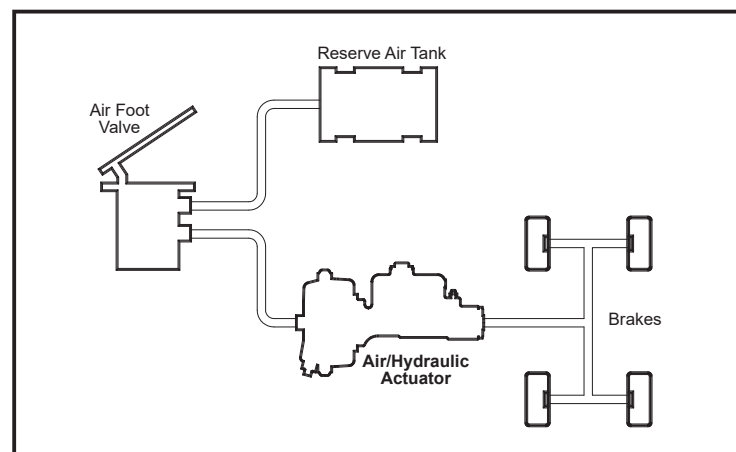 Reserve Air Tank
Air Foot
Valve
Brakes
Air/Hydraulic
Actuator